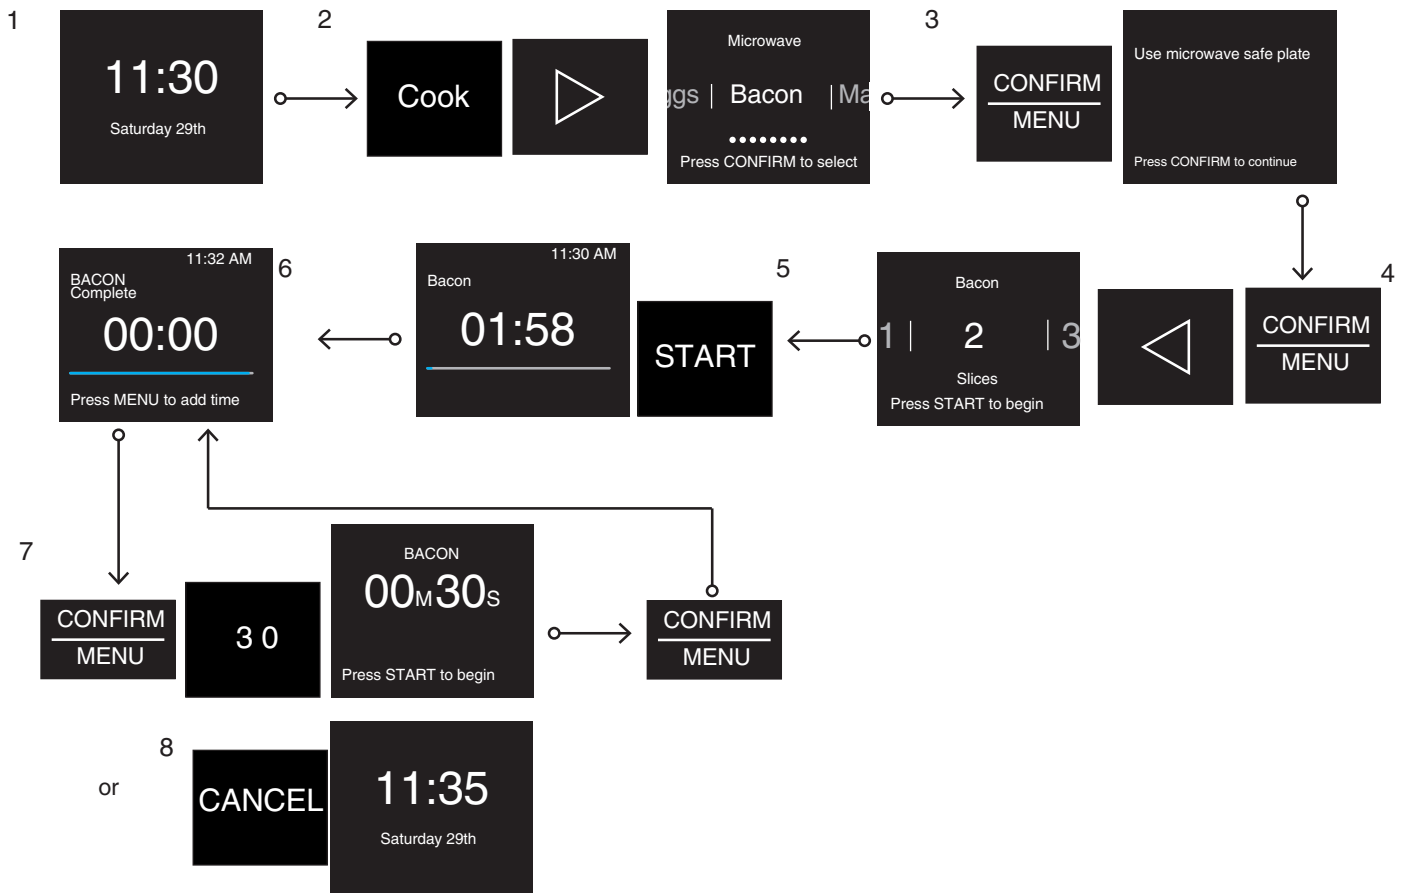 1
11:30
Saturday 29th
2
Cook
Microwave
ggs | Bacon | Ma
Press CONFIRM to select
3
CONFIRM
MENU
Use microwave safe plate
Press CONFIRM to continue
4
CONFIRM
MENU
Bacon
1 | 2 | 3
Slices
Press START to begin
5
START
11:30 AM
Bacon
01:58
6
11:32 AM
BACON
Complete
00:00
Press MENU to add time
7
CONFIRM
MENU
3 0
BACON
00M30S
Press START to begin
CONFIRM
MENU
or
8
CANCEL
11:35
Saturday 29th